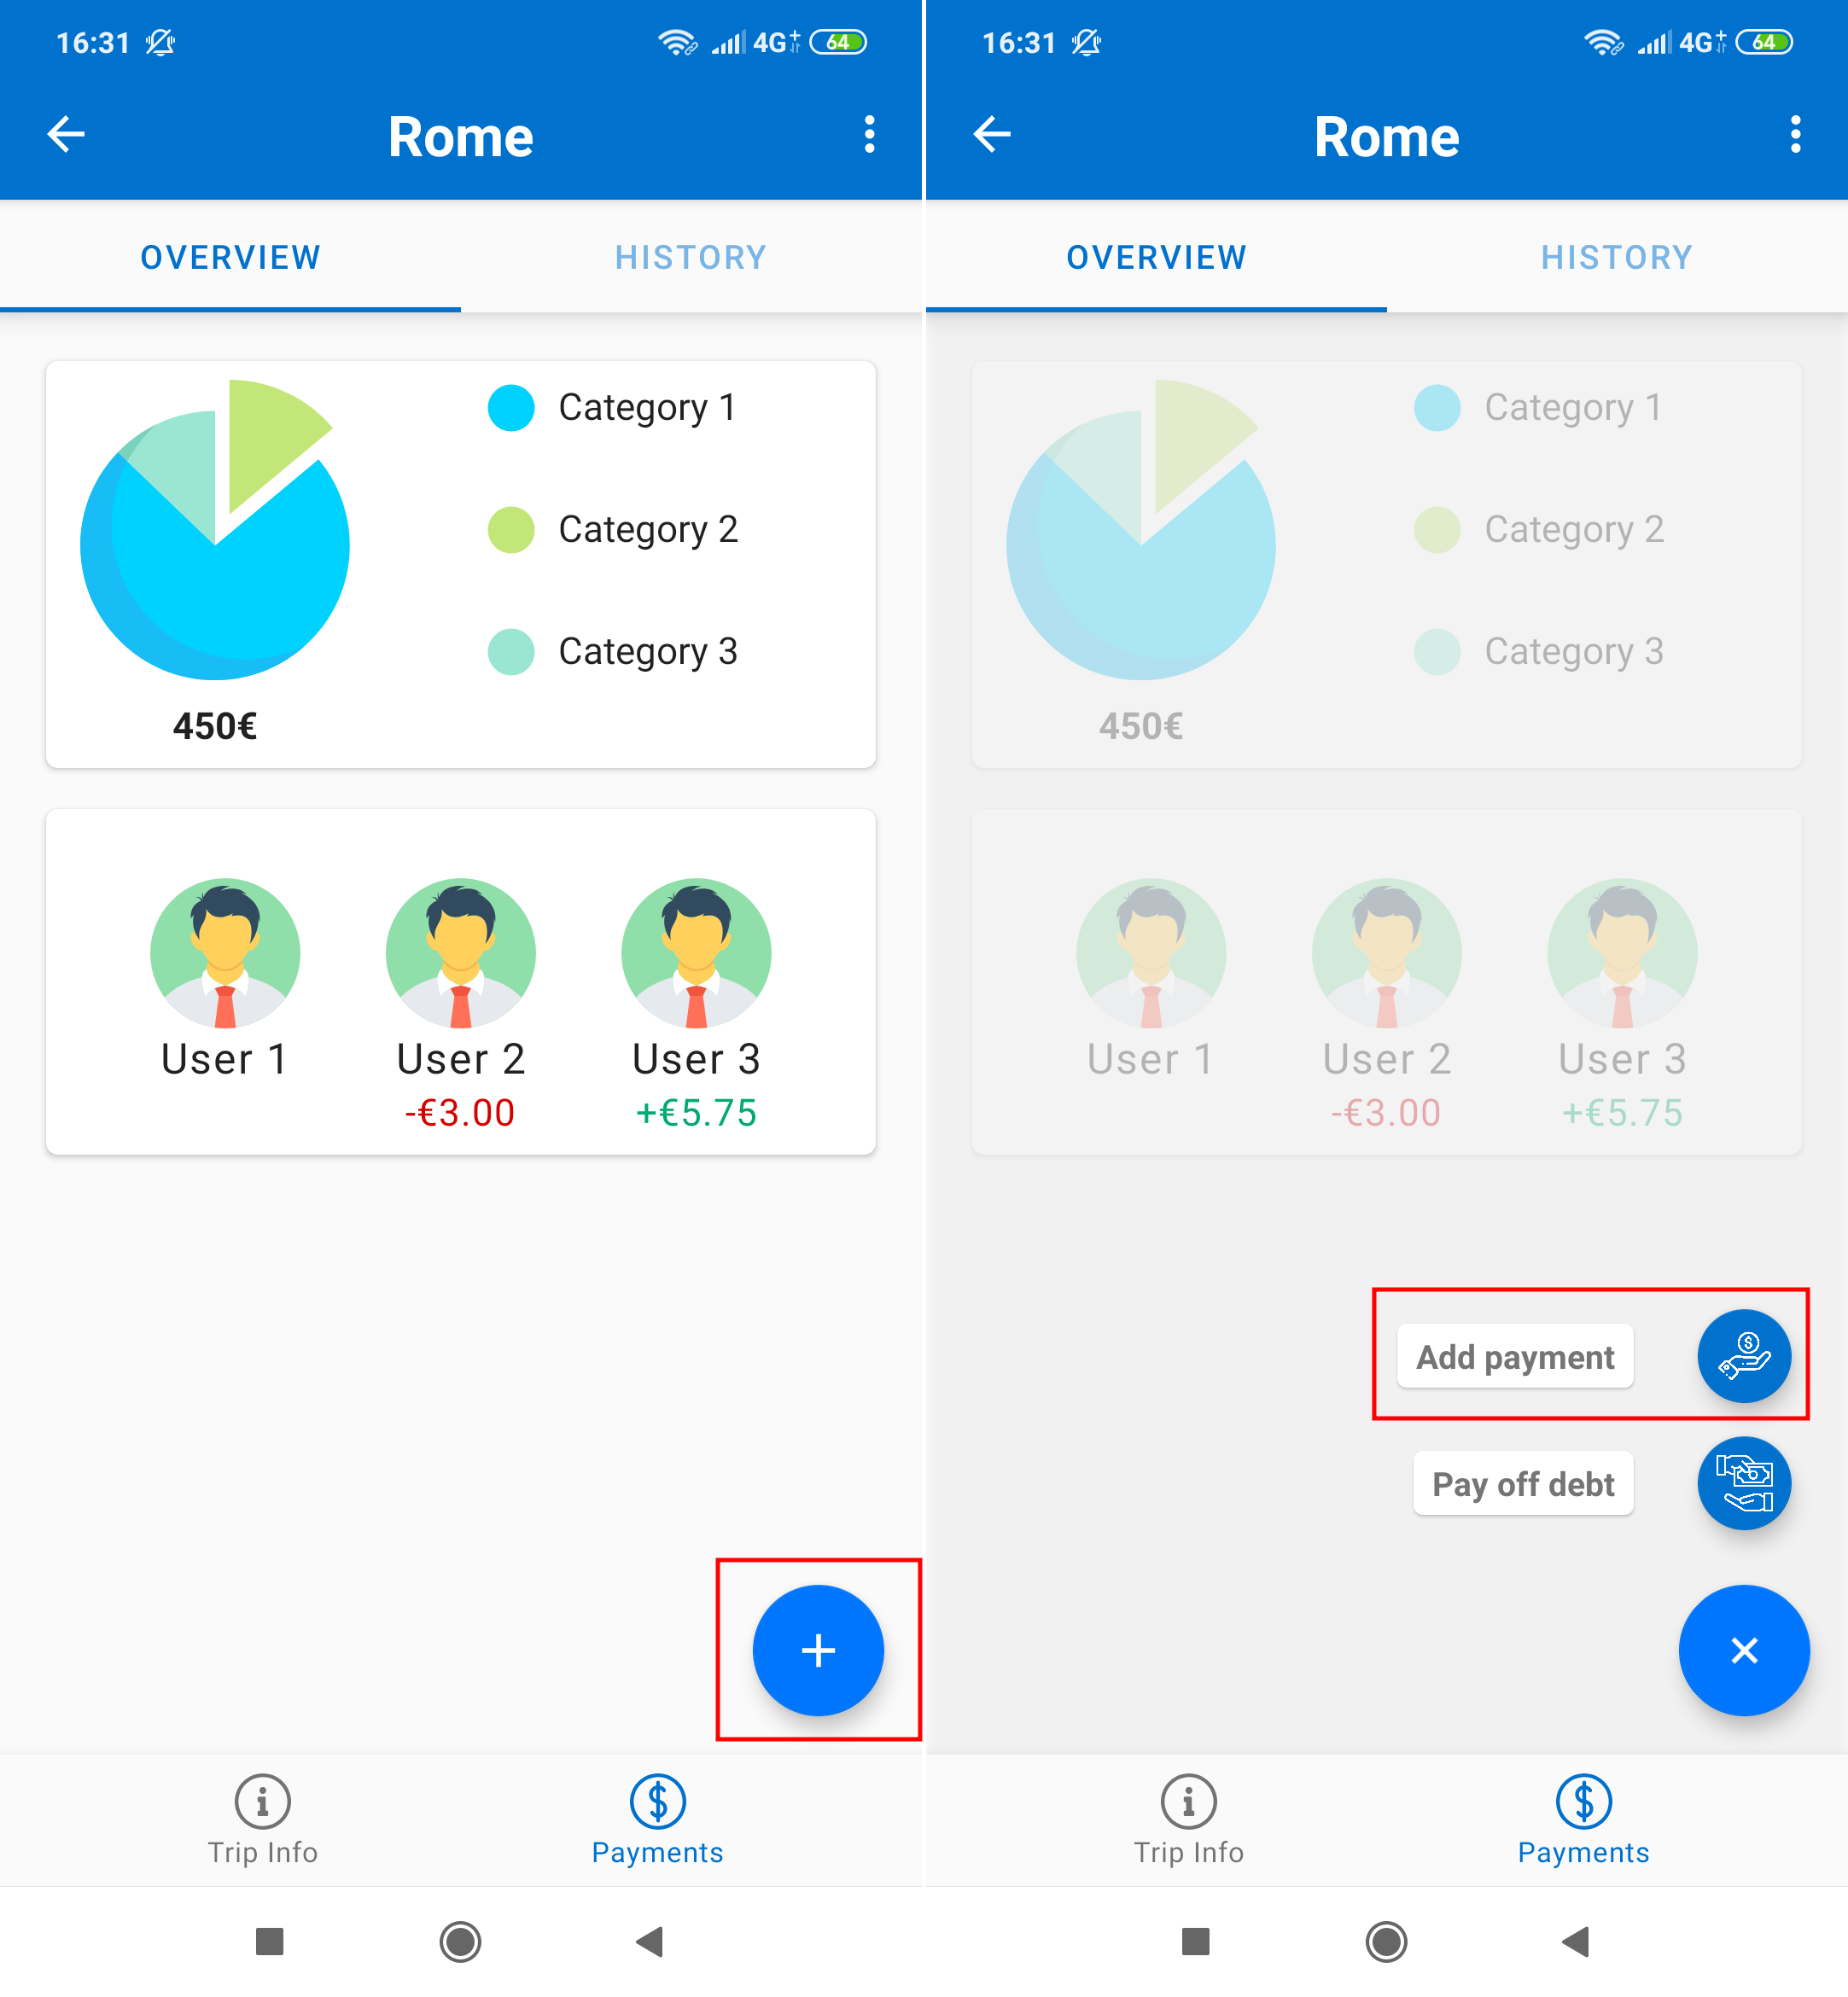 16:31 4G+ 64
Rome
OVERVIEW HISTORY
Category 1
Category 2
Category 3
450€
User 1 User 2 User 3
-€3.00 +€5.75
Trip Info Payments
16:31 4G+ 64
Rome
OVERVIEW HISTORY
Category 1
Category 2
Category 3
450€
User 1 User 2 User 3
-€3.00 +€5.75
Add payment
Pay off debt
Trip Info Payments